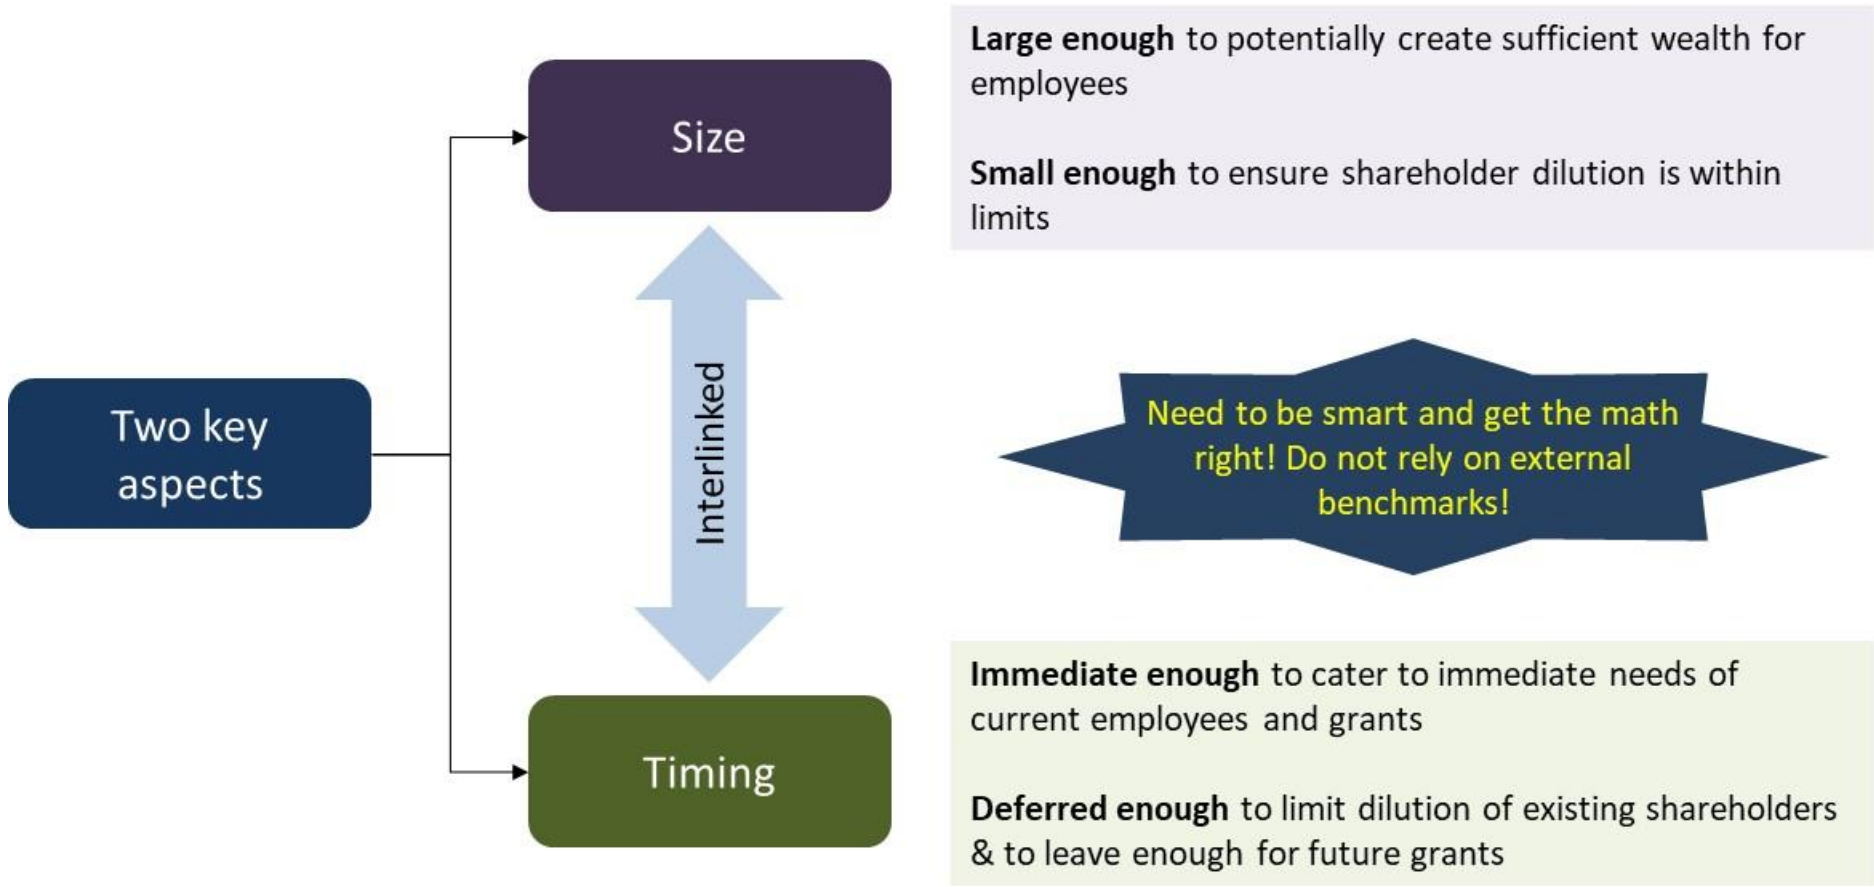 Large enough to potentially create sufficient wealth for
employees
Small enough to ensure shareholder dilution is within
limits
Size
Two key
aspects
Interlinked
Need to be smart and get the math
right! Do not rely on external
benchmarks!
Timing
Immediate enough to cater to immediate needs of
current employees and grants
Deferred enough to limit dilution of existing shareholders
& to leave enough for future grants